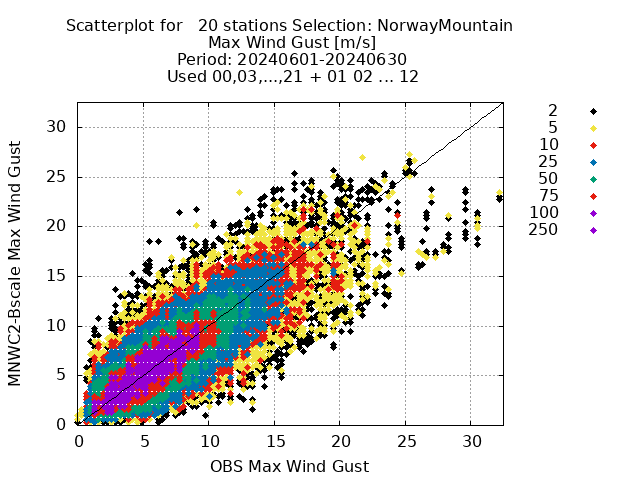 Scatterplot for   20 stations Selection: NorwayMountain
Max Wind Gust [m/s]
Period: 20240601-20240630
Used 00,03,...,21 + 01 02 ... 12
MNWC2-Bscale Max Wind Gust
30
25
20
15
10
5
0
0 5 10 15 20 25 30
OBS Max Wind Gust
2
5
10
25
50
75
100
250